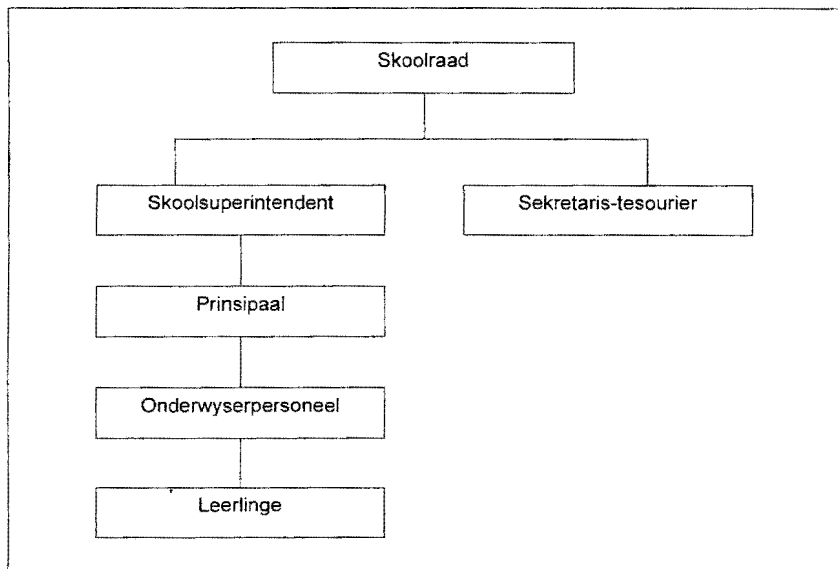 Skoolraad
Skoolsuperintendent
Sekretaris-tesourier
Prinsipaal
Onderwyserpersoneel
Leerlinge